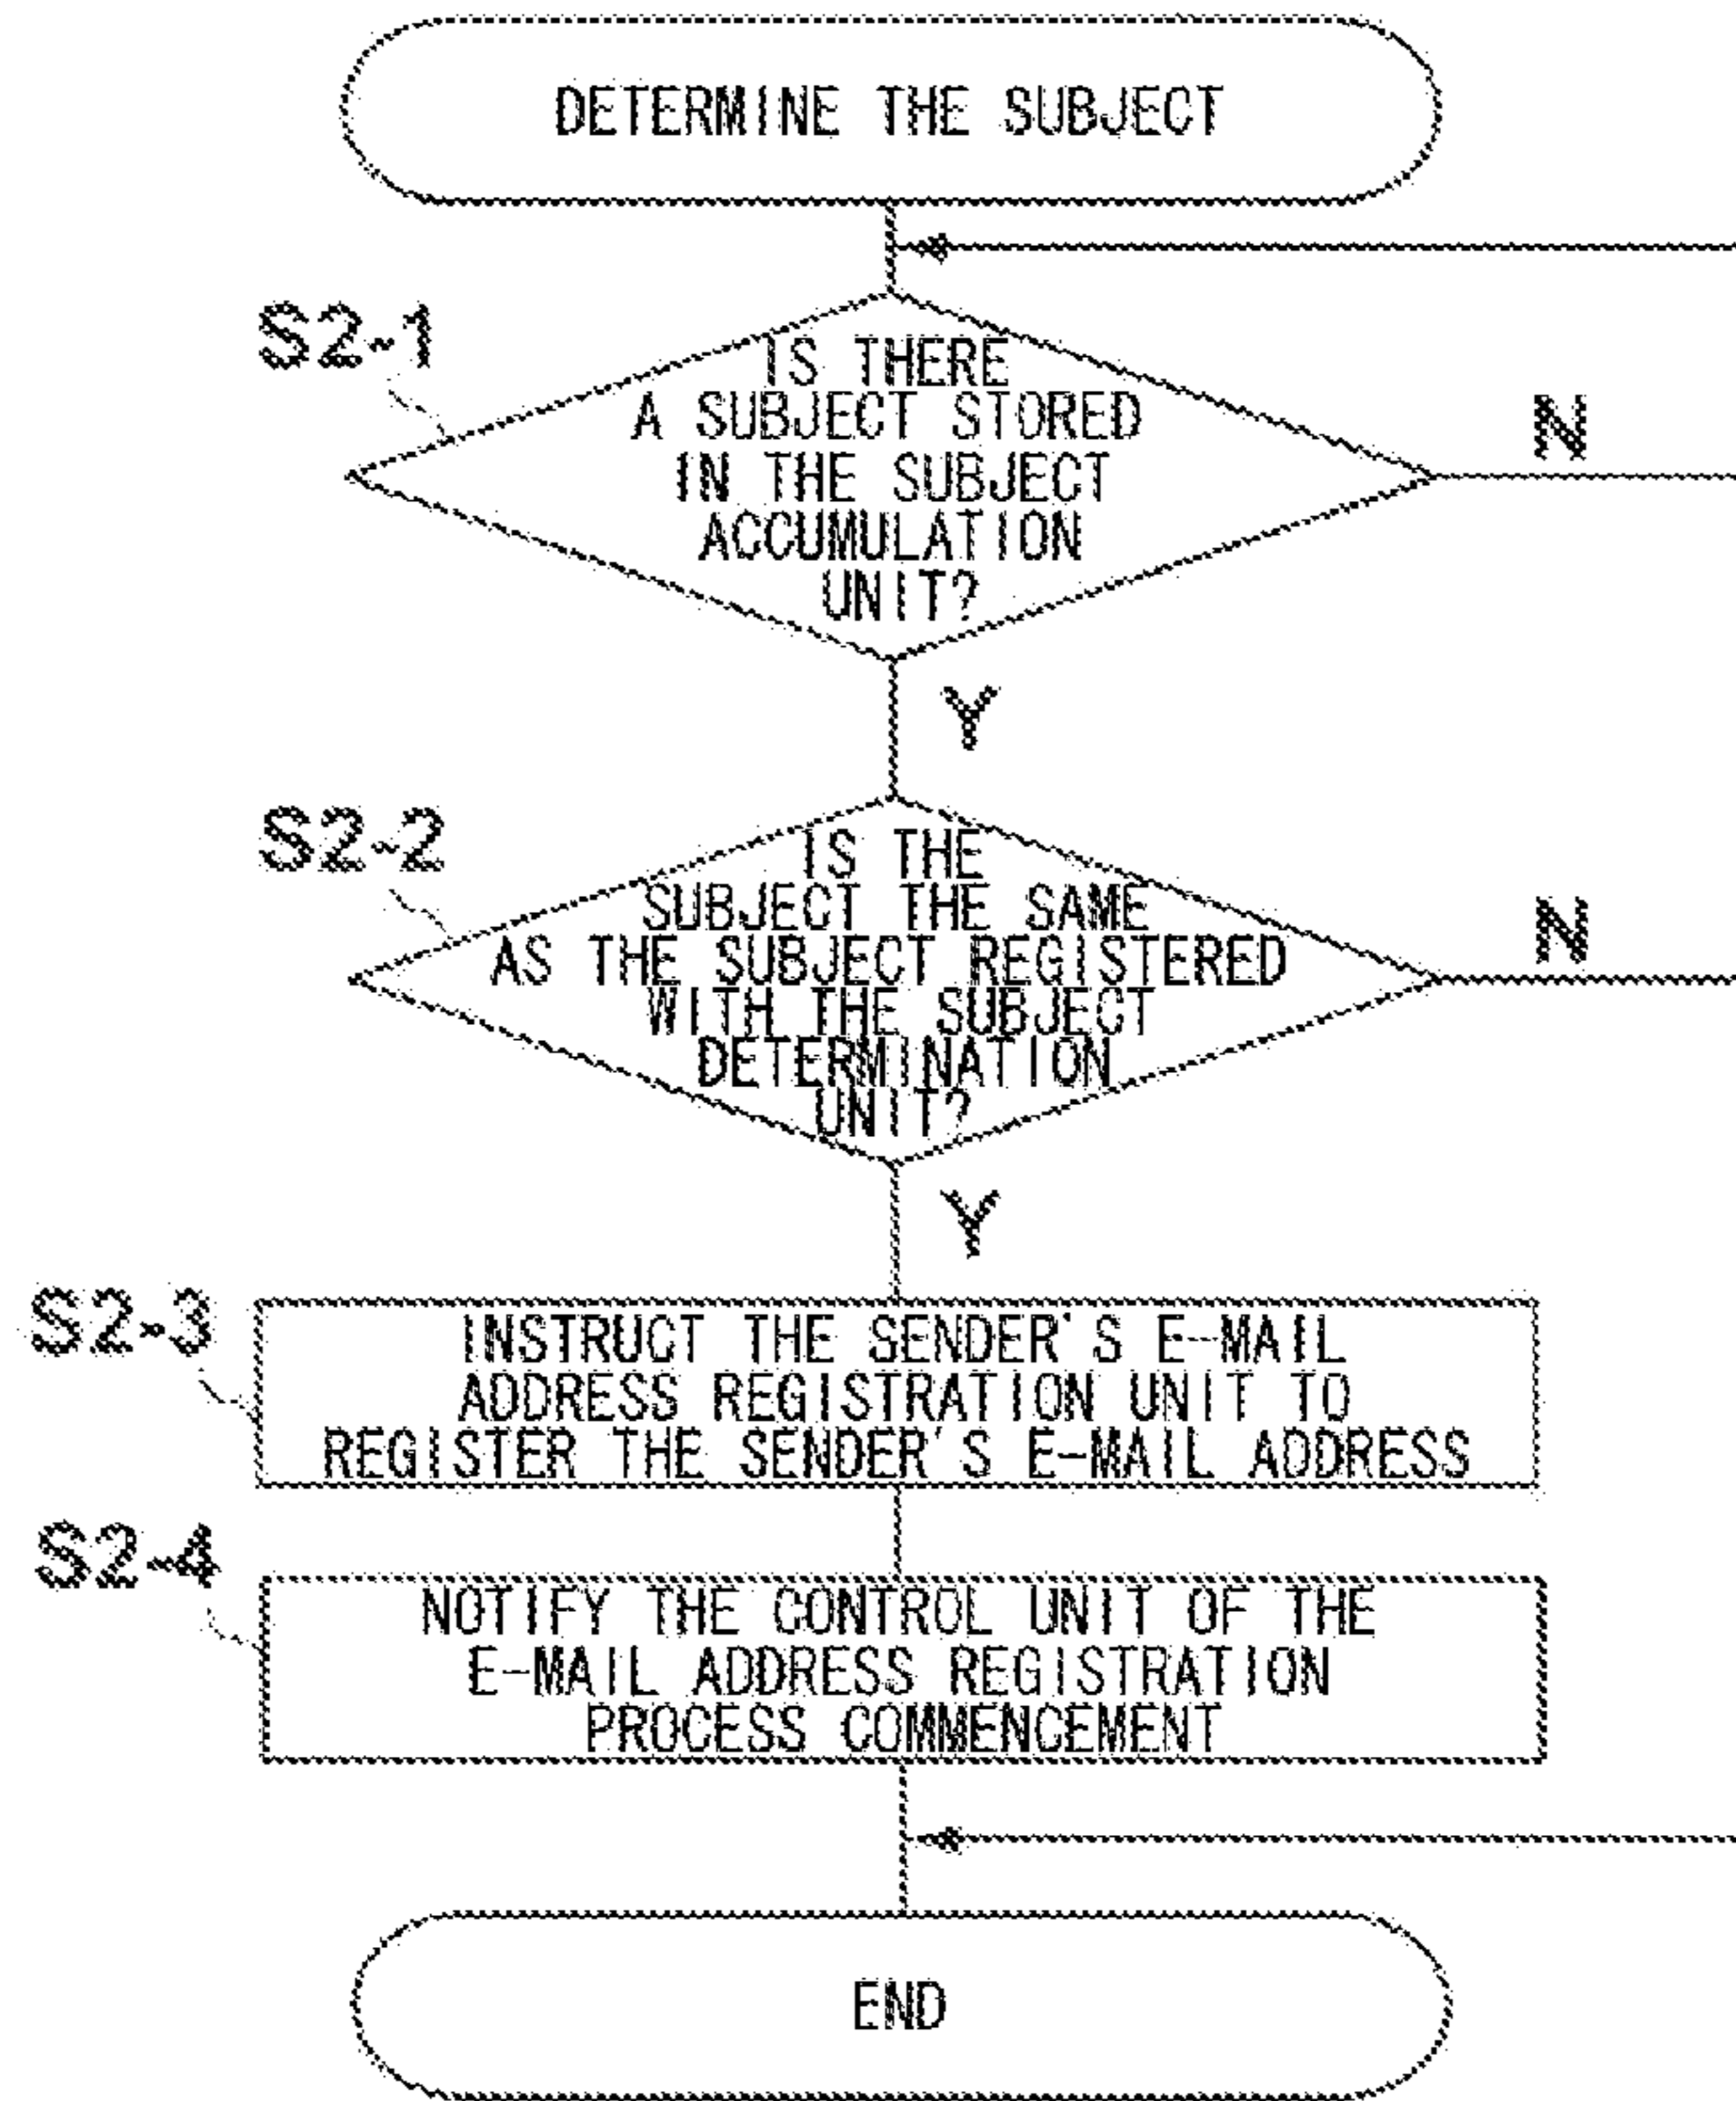 DETERMINE THE SUBJECT
S2-1
IS THERE
A SUBJECT STORED
IN THE SUBJECT
ACCUMULATION
UNIT?
N
Y
S2-2
IS THE
SUBJECT THE SAME
AS THE SUBJECT REGISTERED
WITH THE SUBJECT
DETERMINATION
UNIT?
N
Y
S2-3
INSTRUCT THE SENDER'S E-MAIL
ADDRESS REGISTRATION UNIT TO
REGISTER THE SENDER'S E-MAIL ADDRESS
S2-4
NOTIFY THE CONTROL UNIT OF THE
E-MAIL ADDRESS REGISTRATION
PROCESS COMMENCEMENT
END